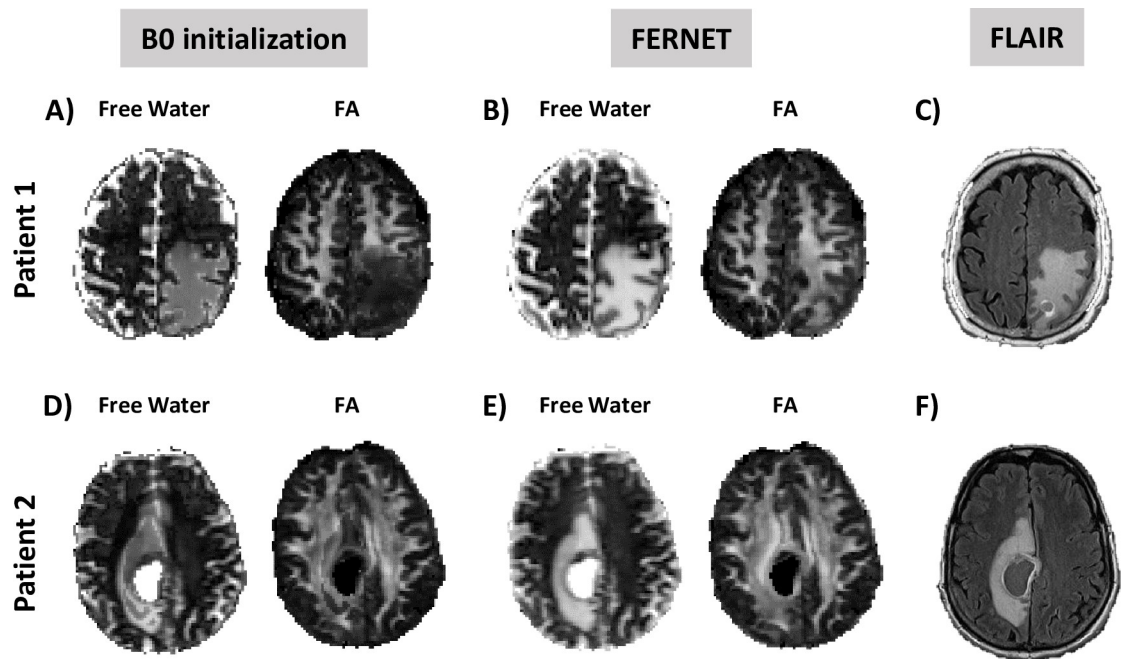 B0 initialization
FERNET
FLAIR
A) Free Water FA B) Free Water FA C)
Patient 1
D) Free Water FA E) Free Water FA F)
Patient 2